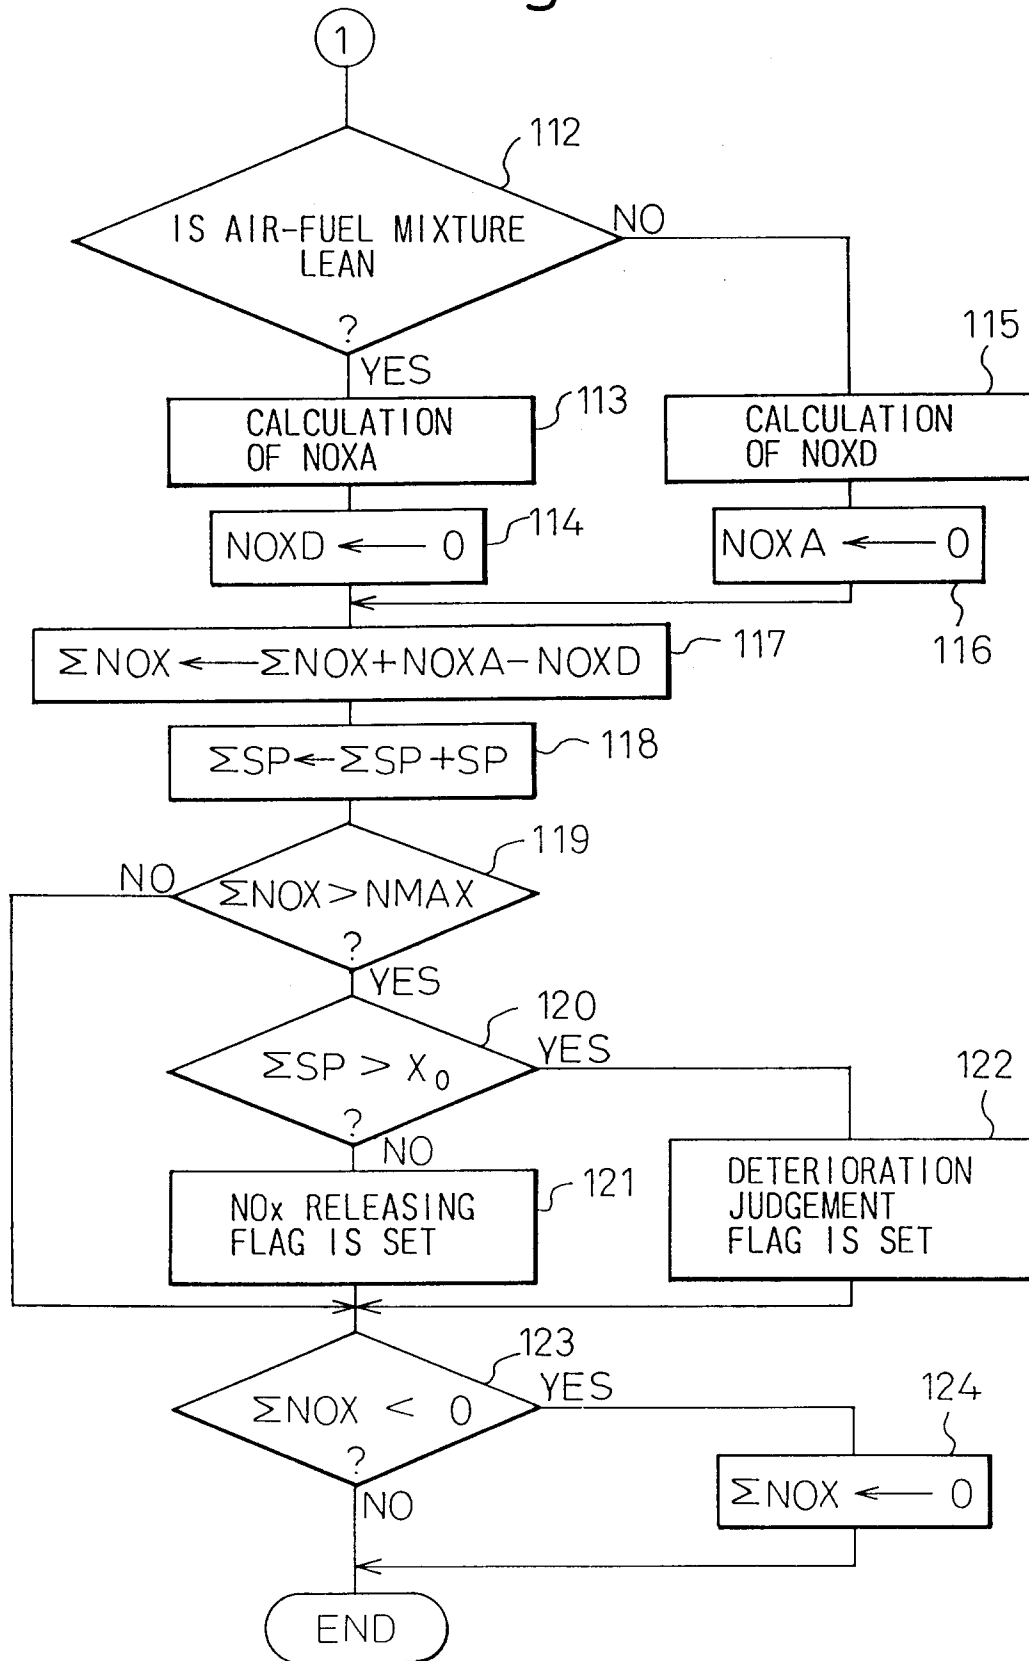 1
112
IS AIR-FUEL MIXTURE
LEAN
?
NO
YES
113
CALCULATION
OF NOXA
115
CALCULATION
OF NOXD
114
NOXD ← 0
NOXA ← 0
116
117
ΣNOX ← ΣNOX+NOXA-NOXD
118
ΣSP ← ΣSP+SP
119
NO
ΣNOX > NMAX
?
YES
120
ΣSP > X₀
?
YES
NO
121
NOx RELEASING
FLAG IS SET
122
DETERIORATION
JUDGEMENT
FLAG IS SET
123
ΣNOX < 0
?
YES
NO
124
ΣNOX ← 0
END